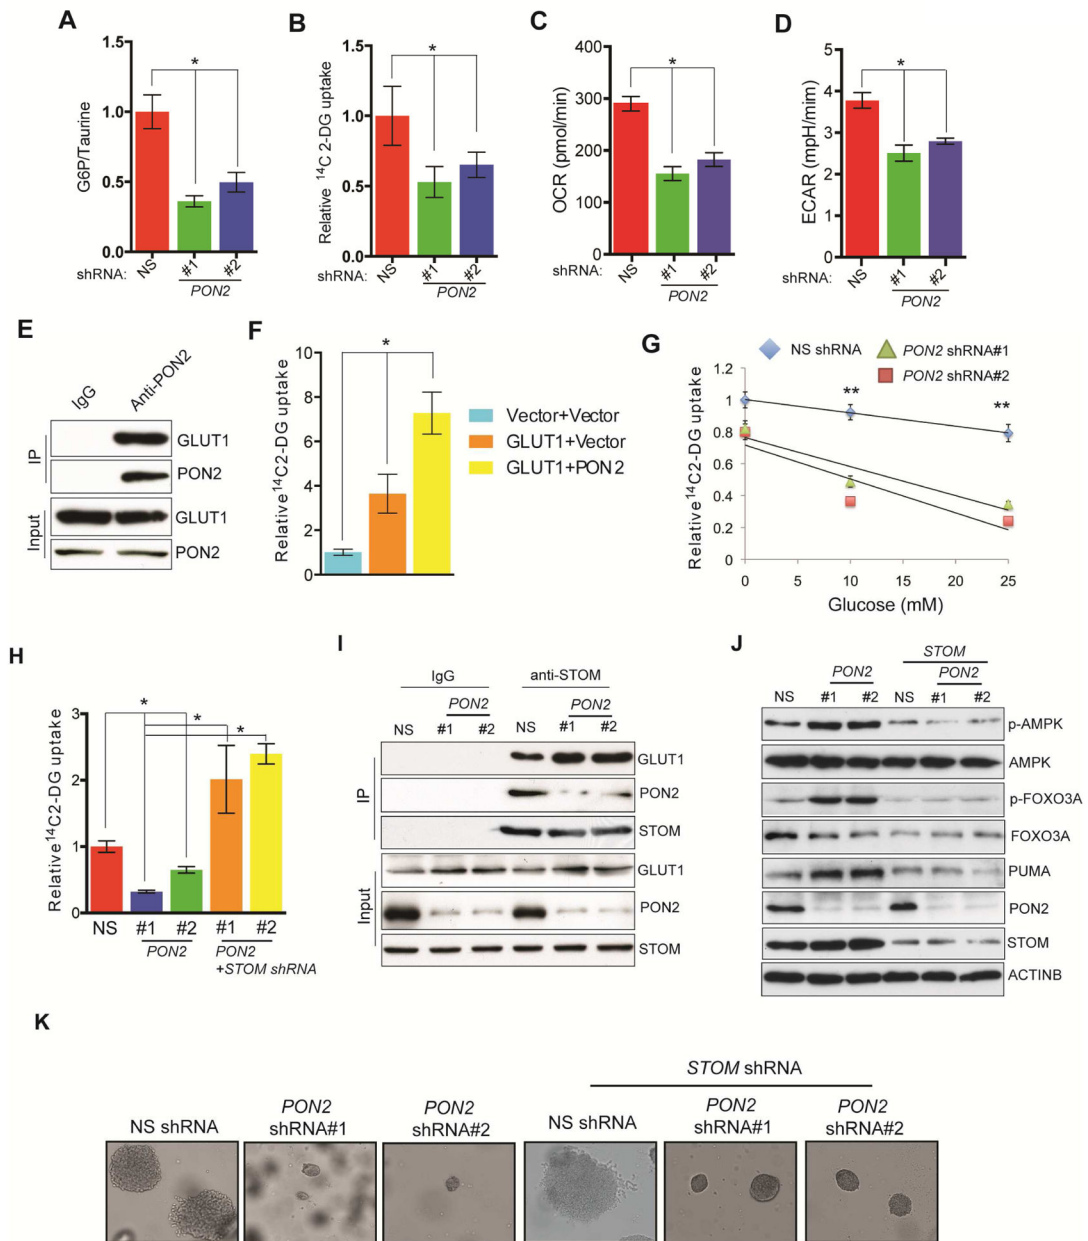 A
G6P/Taurine
1.5
1.0
0.5
0.0
*
shRNA:
NS
#1
#2
PON2
B
Relative ¹⁴C 2-DG uptake
1.5
1.0
0.5
0.0
*
shRNA:
NS
#1
#2
PON2
C
OCR (pmol/min)
400
300
200
100
0
*
shRNA:
NS
#1
#2
PON2
D
ECAR (mpH/mim)
5
4
3
2
1
0
*
shRNA:
NS
#1
#2
PON2
E
IgG
Anti-PON2
IP
GLUT1
PON2
Input
GLUT1
PON2
F
Relative¹⁴C2-DG uptake
10
8
6
4
2
0
*
Vector+Vector
GLUT1+Vector
GLUT1+PON2
G
NS shRNA
PON2 shRNA#1
PON2 shRNA#2
Relative¹⁴C2-DG uptake
1.2
1
0.8
0.6
0.4
0.2
0
**
**
0 5 10 15 20 25
Glucose (mM)
H
Relative¹⁴C2-DG uptake
3
2
1
0
*
*
*
NS #1 #2 #1 #2
PON2 PON2
+STOM shRNA
I
IgG anti-STOM
PON2 PON2
NS #1 #2 NS #1 #2
IP
GLUT1
PON2
STOM
Input
GLUT1
PON2
STOM
J
STOM
PON2 PON2
NS #1 #2 NS #1 #2
p-AMPK
AMPK
p-FOXO3A
FOXO3A
PUMA
PON2
STOM
ACTINB
K
STOM shRNA
NS shRNA
PON2
shRNA#1
PON2
shRNA#2
NS shRNA
PON2
shRNA#1
PON2
shRNA#2